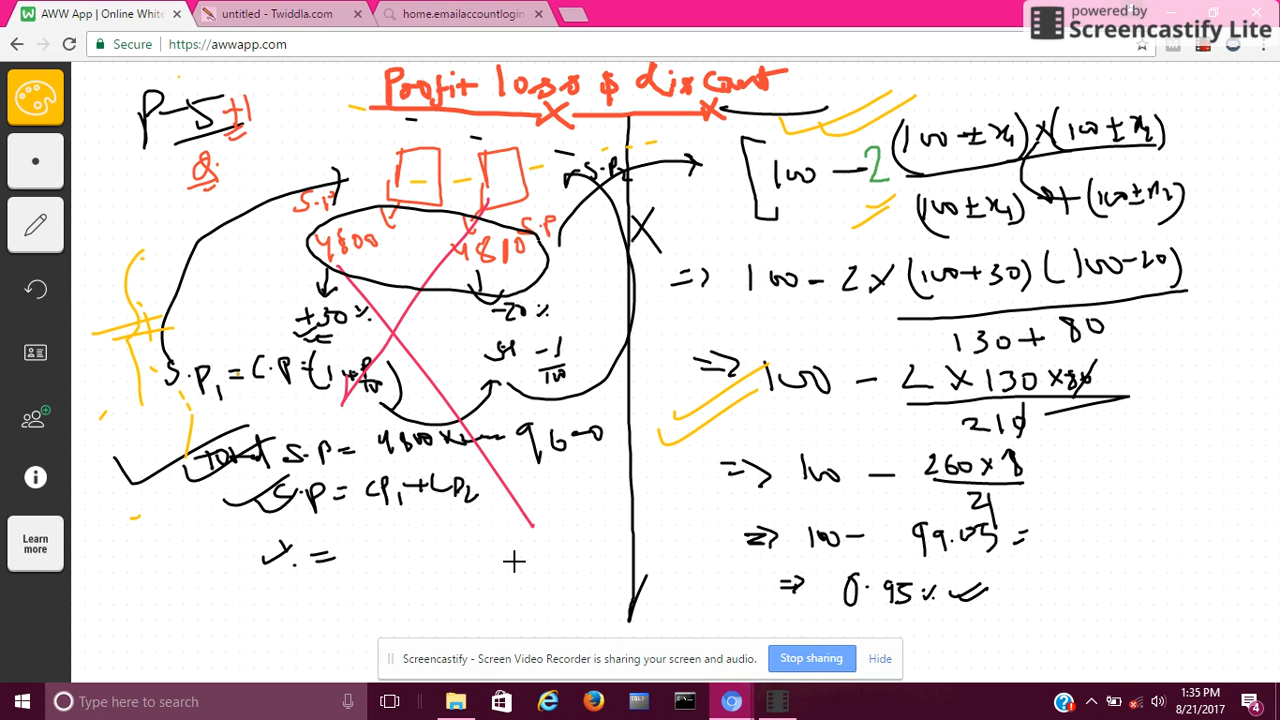 AWW App | Online White
untitled - Twiddla.com
home.emailaccountlogin
powered by
Screencastify Lite
Secure
https://awwapp.com
Profit loss & discount
P-5 ±1
Q.
S.P
4800
S.P
4810
S.P2
+30%
-20%
-1/100
S.P1 = C.P =
Total S.P = 4800 x 9600
S.P = CP1 + CP2
%. =
[100 - 2 (100 ± x1) x (100 ± x2) / (100 ± x1) + (100 ± x2)
=> 100 - 2 x (100+30) (100-20) / 130 + 80
=> 100 - 2 x 130 x 80 / 210
=> 100 - 260 x 8 / 21
=> 100 - 99.05 =
=> 0.95%
Learn more
Screencastify - Screen Video Recorder is sharing your screen and audio.
Stop sharing
Hide
Type here to search
1:35 PM
8/21/2017
4